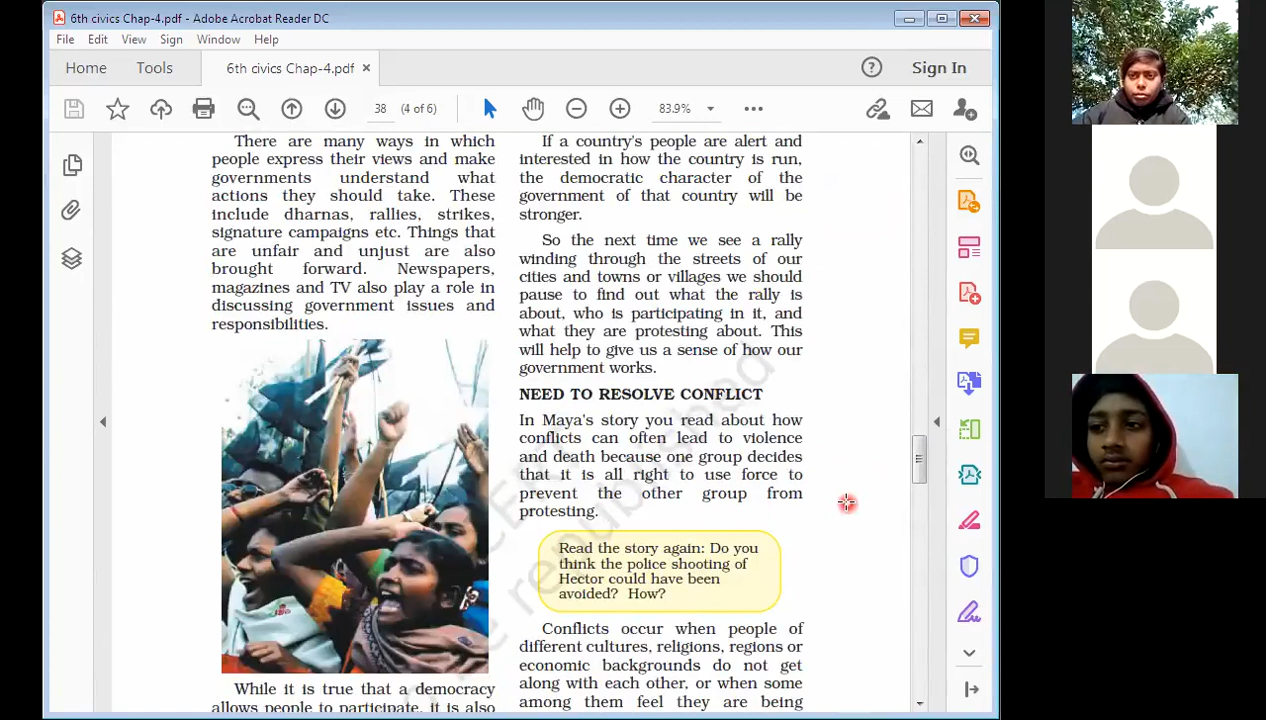 6th civics Chap-4.pdf - Adobe Acrobat Reader DC
File Edit View Sign Window Help
Home Tools 6th civics Chap-4.pdf × Sign In
38 (4 of 6) 83.9%
There are many ways in which
people express their views and make
governments understand what
actions they should take. These
include dharnas, rallies, strikes,
signature campaigns etc. Things that
are unfair and unjust are also
brought forward. Newspapers,
magazines and TV also play a role in
discussing government issues and
responsibilities.
While it is true that a democracy
allows people to participate, it is also
If a country's people are alert and
interested in how the country is run,
the democratic character of the
government of that country will be
stronger.
So the next time we see a rally
winding through the streets of our
cities and towns or villages we should
pause to find out what the rally is
about, who is participating in it, and
what they are protesting about. This
will help to give us a sense of how our
government works.
NEED TO RESOLVE CONFLICT
In Maya's story you read about how
conflicts can often lead to violence
and death because one group decides
that it is all right to use force to
prevent the other group from
protesting.
Read the story again: Do you
think the police shooting of
Hector could have been
avoided? How?
Conflicts occur when people of
different cultures, religions, regions or
economic backgrounds do not get
along with each other, or when some
among them feel they are being
republished